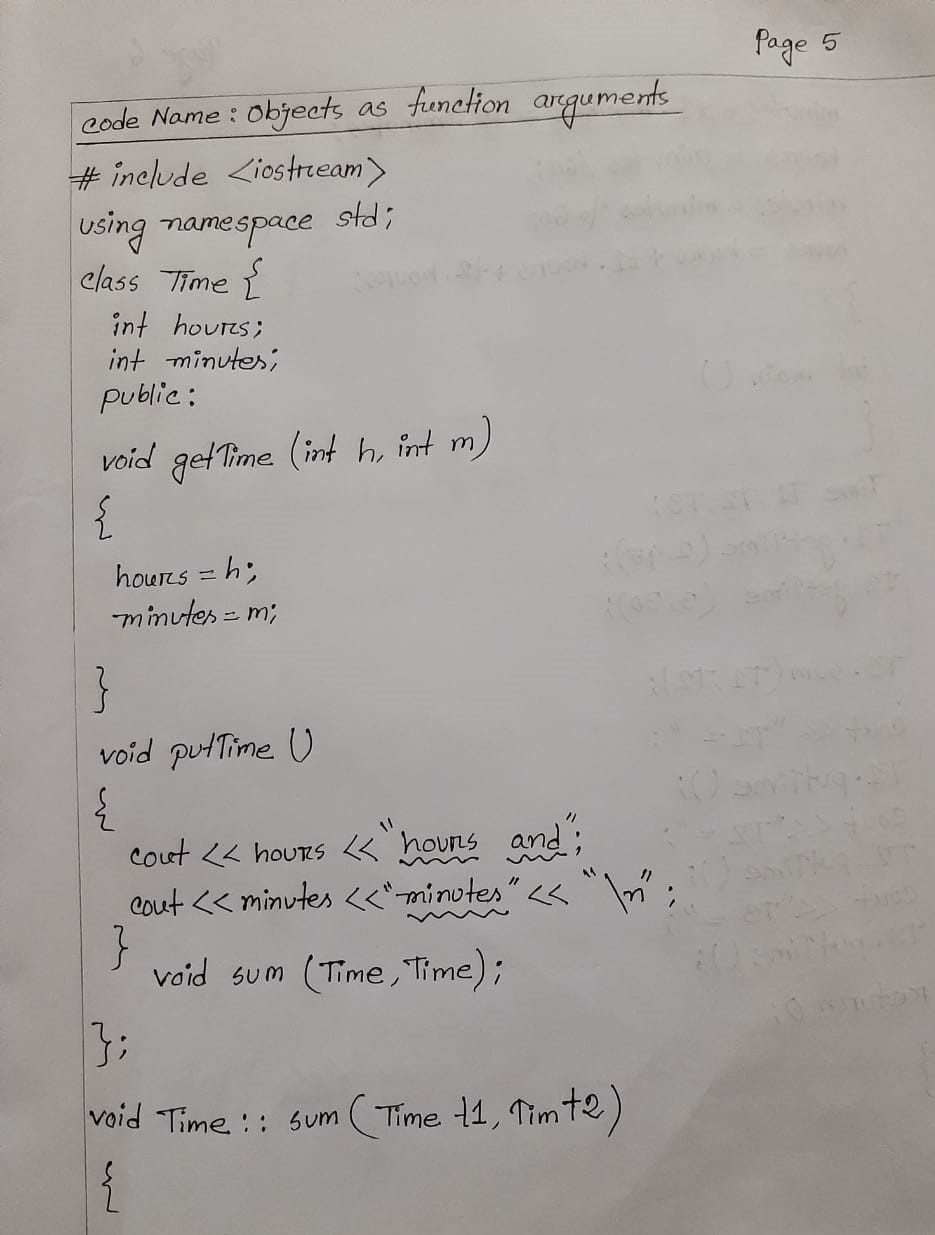 Page 5
code Name : Objects as function arguments
# include <iostream>
using namespace std;
class Time {
int hours;
int minutes;
public:
void getTime (int h, int m)
{
hours = h;
minutes = m;
}
void putTime ()
{
cout << hours << "hours and";
cout << minutes << "minutes" << "\n";
}
void sum (Time, Time);
};
void Time :: sum ( Time t1, Tim t2)
{